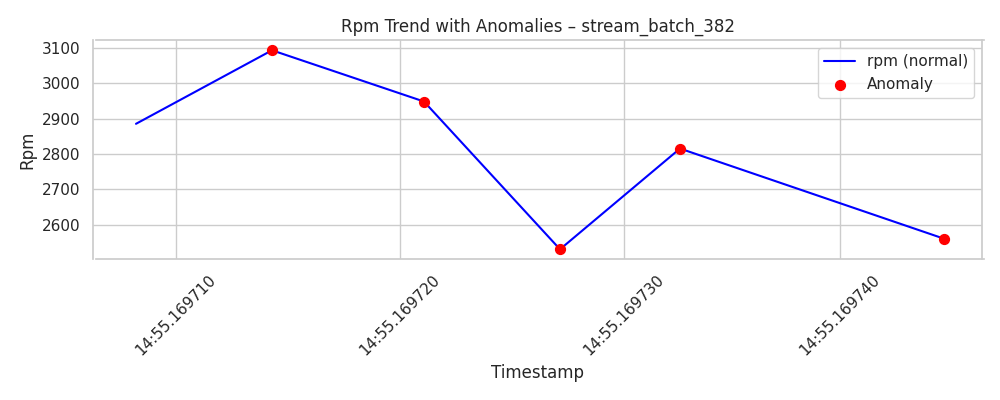 Rpm Trend with Anomalies – stream_batch_382
rpm (normal)
Anomaly
Rpm
3100
3000
2900
2800
2700
2600
14:55.169710
14:55.169720
14:55.169730
14:55.169740
Timestamp